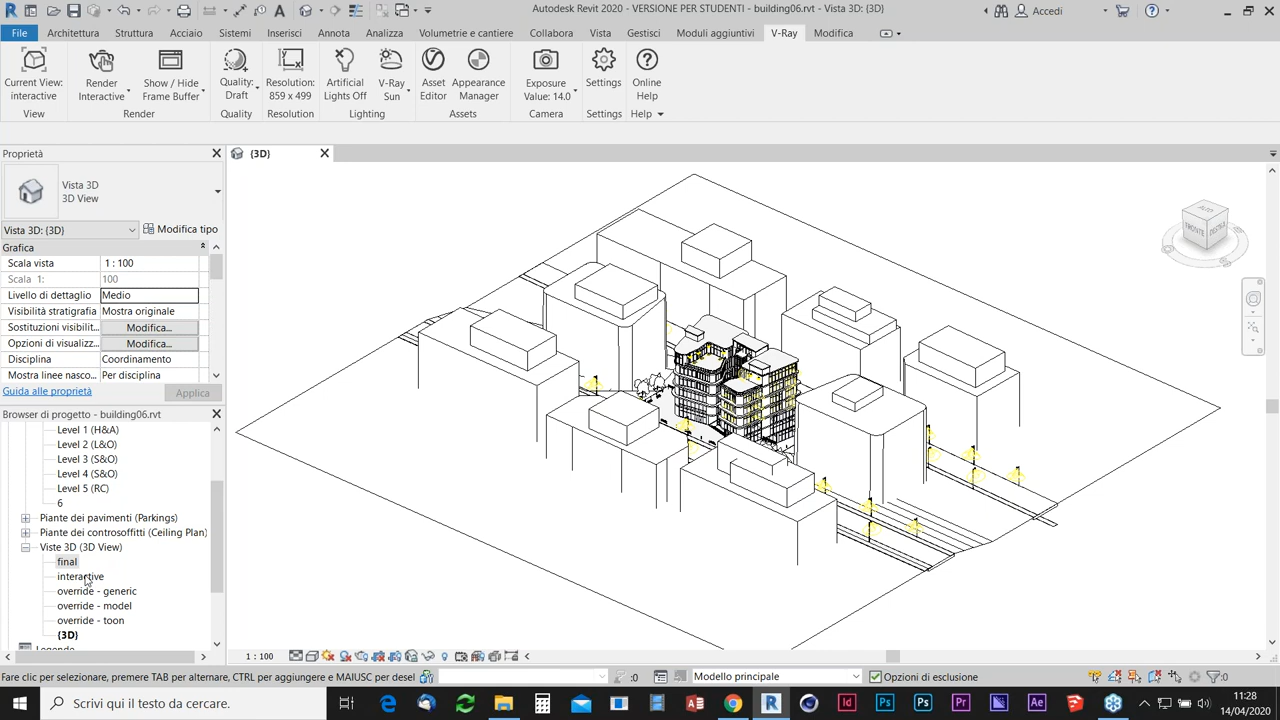 Autodesk Revit 2020 - VERSIONE PER STUDENTI - building06.rvt - Vista 3D: {3D}
Accedi
File Architettura Struttura Acciaio Sistemi Inserisci Annota Analizza Volumetrie e cantiere Collabora Vista Gestisci Moduli aggiuntivi V-Ray Modifica
Current View: interactive
Render Interactive
Show / Hide Frame Buffer
Quality: Draft
Resolution: 859 x 499
Artificial Lights Off
V-Ray Sun
Asset Editor
Appearance Manager
Exposure Value: 14.0
Settings
Online Help
View Render Quality Resolution Lighting Assets Camera Settings Help
Proprietà
{3D}
Vista 3D
3D View
Vista 3D: {3D}
Modifica tipo
Grafica
Scala vista 1 : 100
Scala 1: 100
Livello di dettaglio Medio
Visibilità stratigrafia Mostra originale
Sostituzioni visibilit... Modifica...
Opzioni di visualizz... Modifica...
Disciplina Coordinamento
Mostra linee nasco... Per disciplina
Guida alle proprietà
Applica
FRONTE
Browser di progetto - building06.rvt
Level 1 (H&A)
Level 2 (L&O)
Level 3 (S&O)
Level 4 (S&O)
Level 5 (RC)
6
Piante dei pavimenti (Parkings)
Piante dei controsoffitti (Ceiling Plan)
Viste 3D (3D View)
final
interactive
override - generic
override - model
override - toon
{3D}
Legende
1 : 100
Fare clic per selezionare, premere TAB per alternare, CTRL per aggiungere e MAIUSC per desel
:0
Modello principale
Opzioni di esclusione
:0
Scrivi qui il testo da cercare.
11:28
14/04/2020